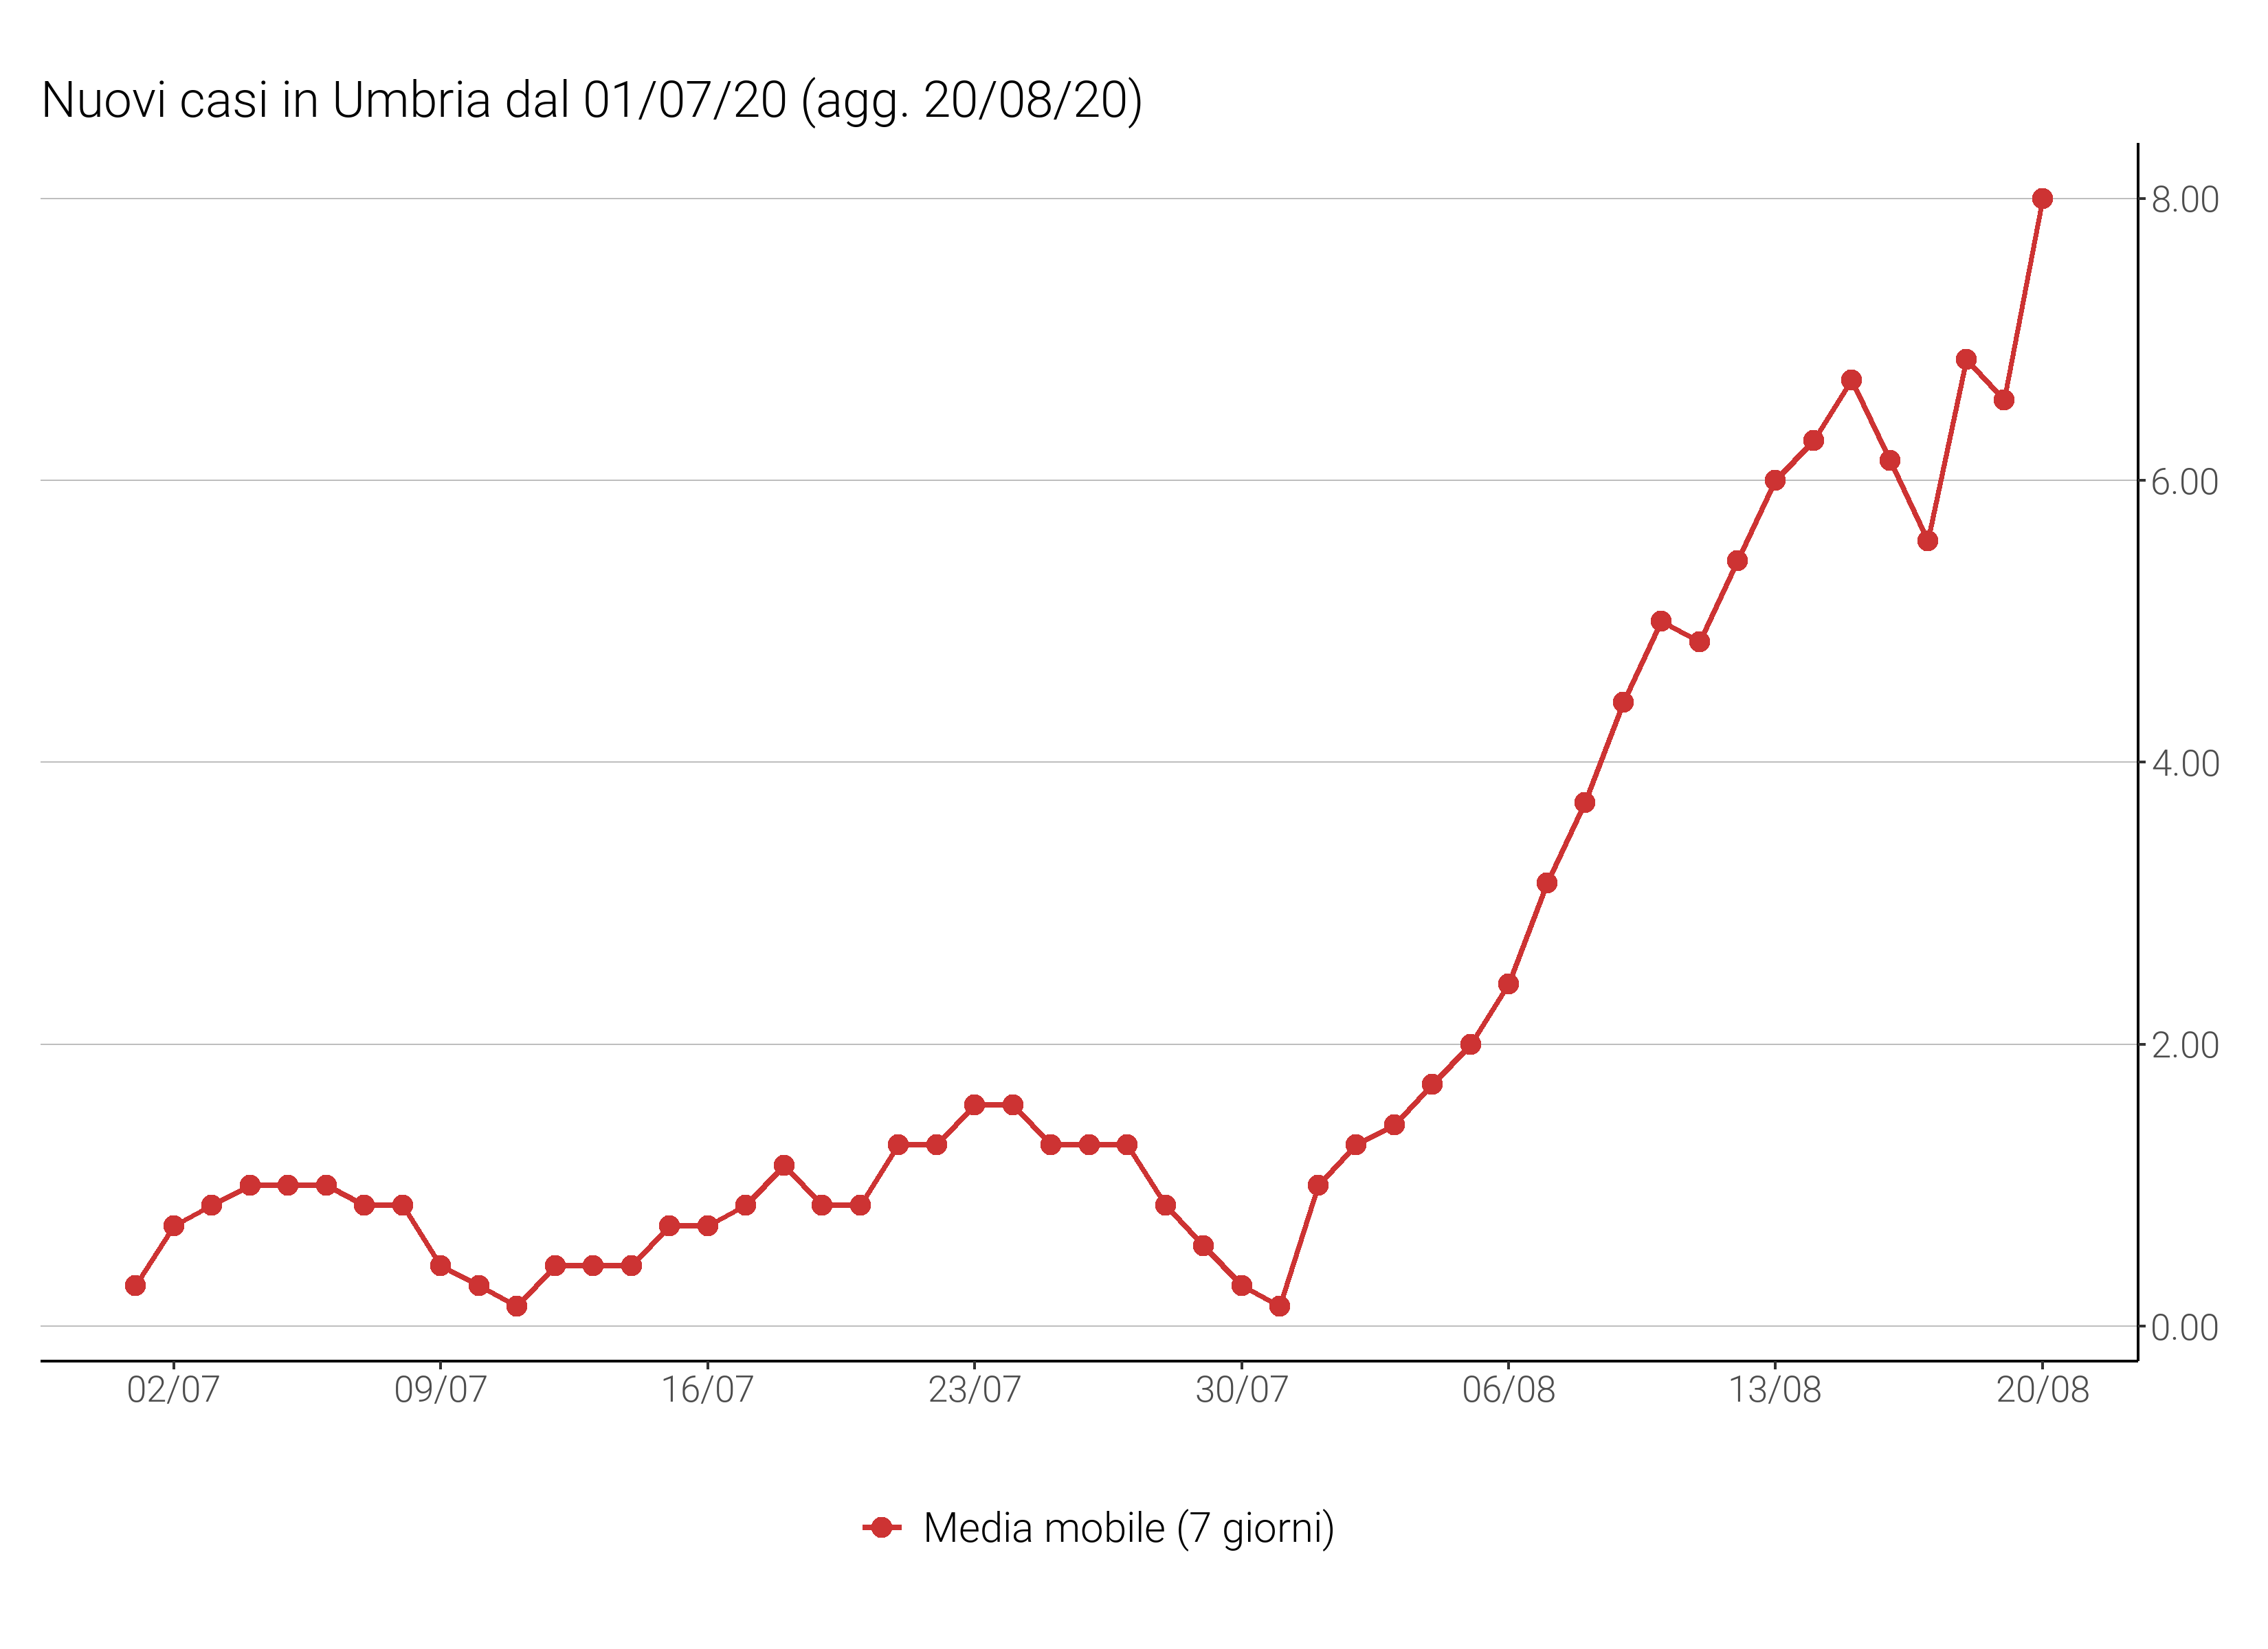 Nuovi casi in Umbria dal 01/07/20 (agg. 20/08/20)
8.00
6.00
4.00
2.00
0.00
02/07 09/07 16/07 23/07 30/07 06/08 13/08 20/08
Media mobile (7 giorni)